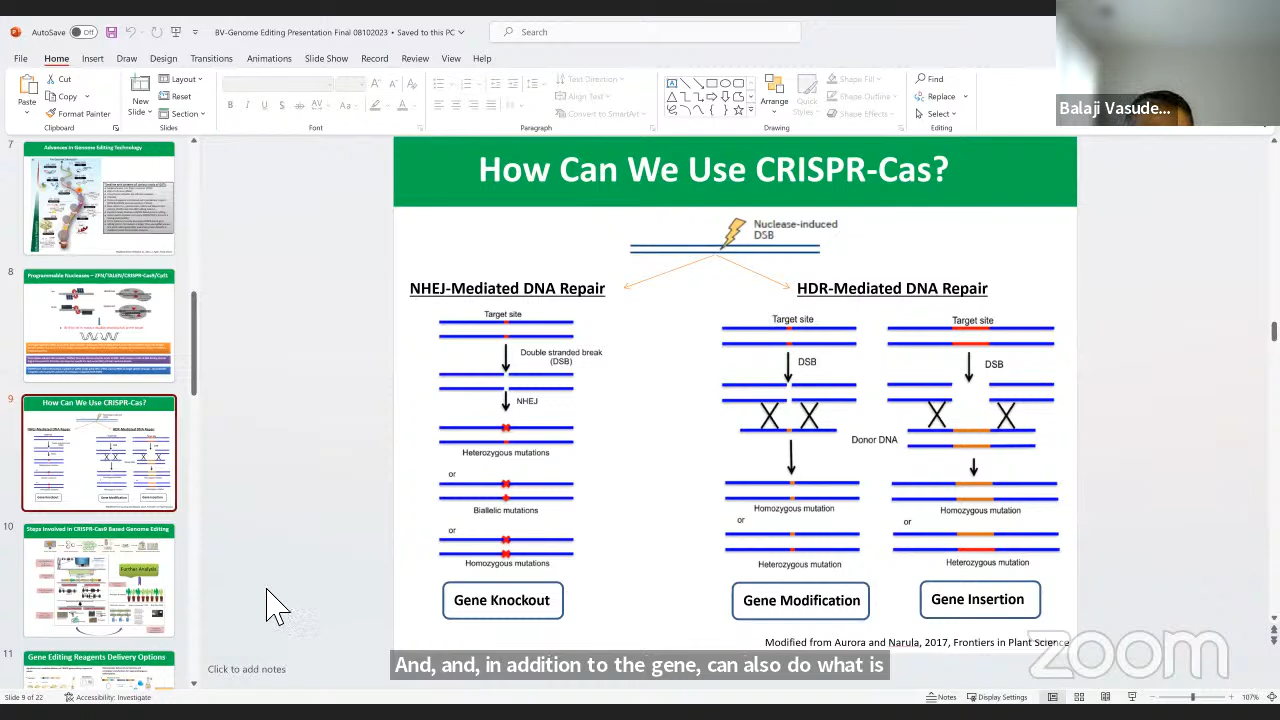 AutoSave Off BV-Genome Editing Presentation Final 08102023 • Saved to this PC
Search
File Home Insert Draw Design Transitions Animations Slide Show Record Review View Help
Paste
Cut
Copy
Format Painter
Clipboard
New
Slide
Layout
Reset
Section
Slides
Font
Text Direction
Align Text
Convert to SmartArt
Paragraph
Arrange
Quick
Styles
Shape Fill
Shape Outline
Shape Effects
Drawing
Find
Replace
Select
Editing
Balaji Vasude...
7
Advances in Genome Editing Technology
8
Programmable Nucleases – ZFN/TALEN/CRISPR-Cas9/Cpf1
9
How Can We Use CRISPR-Cas?
10
Steps Involved in CRISPR-Cas9 Based Genome Editing
Further Analysis
11
Gene Editing Reagents Delivery Options
How Can We Use CRISPR-Cas?
Nuclease-induced
DSB
NHEJ-Mediated DNA Repair
Target site
Double stranded break
(DSB)
NHEJ
Heterozygous mutations
or
Biallelic mutations
or
Homozygous mutations
Gene Knockout
HDR-Mediated DNA Repair
Target site
DSB
Target site
DSB
Donor DNA
Homozygous mutation
or
Heterozygous mutation
Gene Modification
Homozygous mutation
or
Heterozygous mutation
Gene Insertion
Modified from Aurora and Narula, 2017, Frontiers in Plant Science
zoom
And, and, in addition to the gene, can also do what is
Click to add notes
Slide 9 of 22
Accessibility: Investigate
Notes
Display Settings
107%